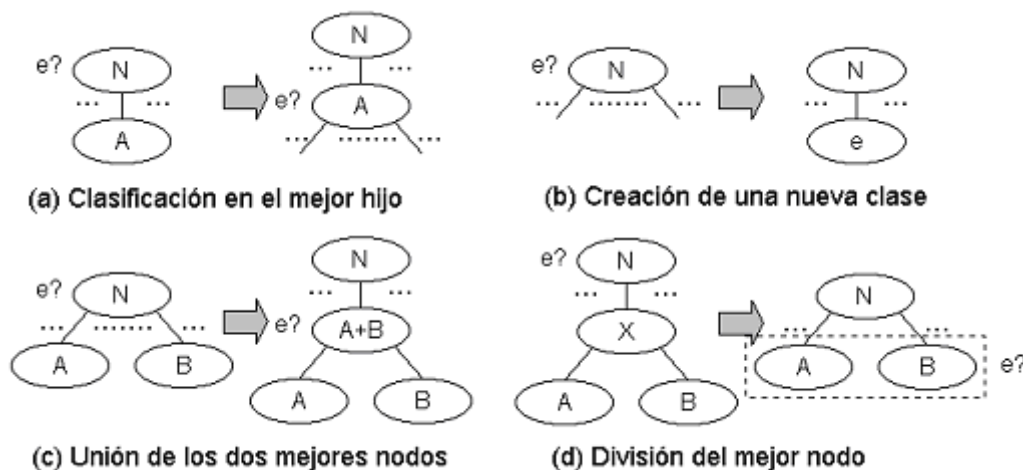 e? N
... ...
A
N
... ...
e? A
... ........ ...
(a) Clasificación en el mejor hijo
e? N
... ........ ...
N
... ...
e
(b) Creación de una nueva clase
e? N
... ........ ...
A B
N
... ...
e? A+B
A B
(c) Unión de los dos mejores nodos
e? N
... ...
X
A B
N
... ...
A B e?
(d) División del mejor nodo